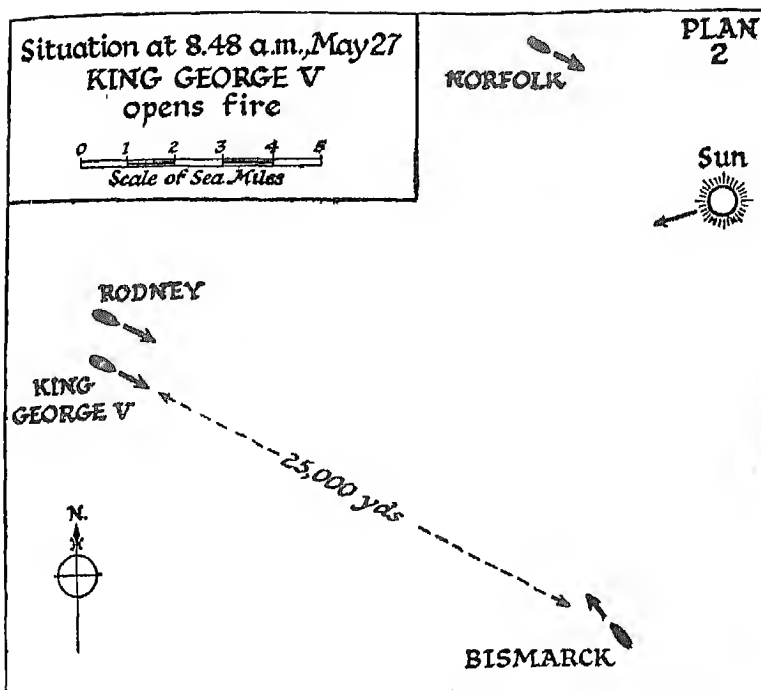 Situation at 8.48 a.m., May 27
KING GEORGE V
opens fire
0 1 2 3 4 5
Scale of Sea Miles
PLAN
2
NORFOLK
Sun
RODNEY
KING
GEORGE V
25,000 yds
N.
BISMARCK